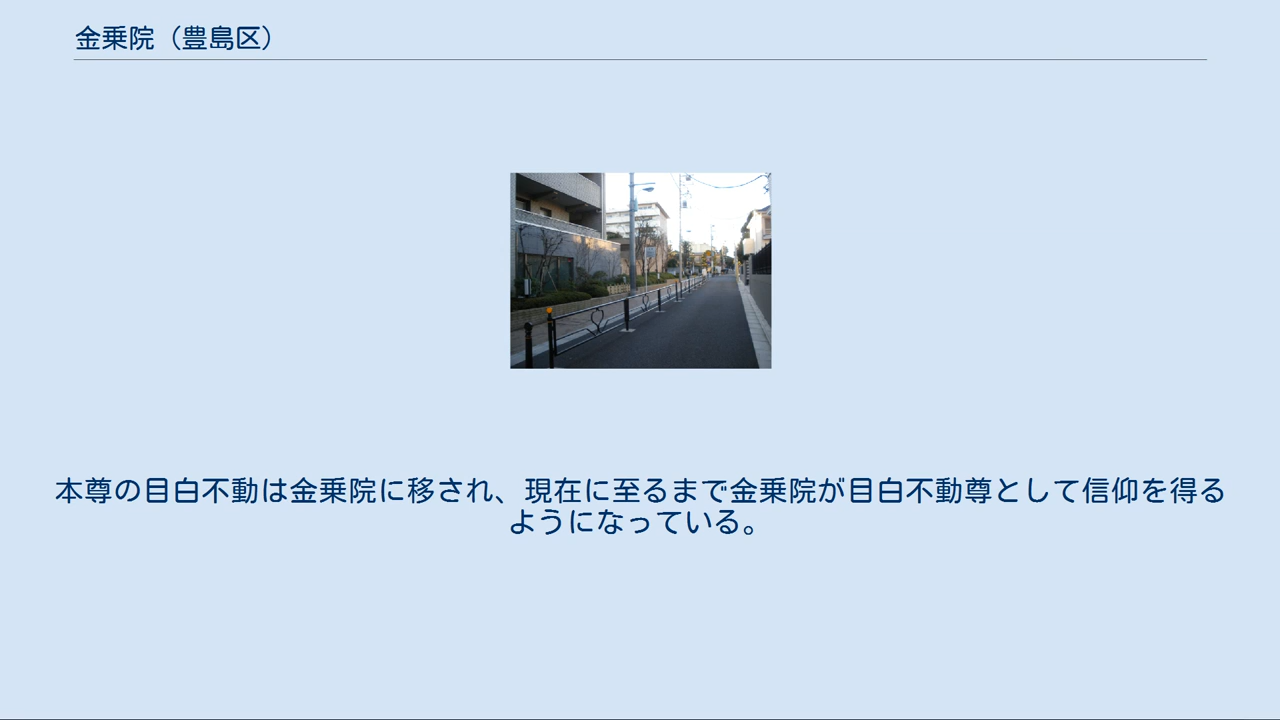 金乗院（豊島区）
本尊の目白不動は金乗院に移され、現在に至るまで金乗院が目白不動尊として信仰を得る
ようになっている。